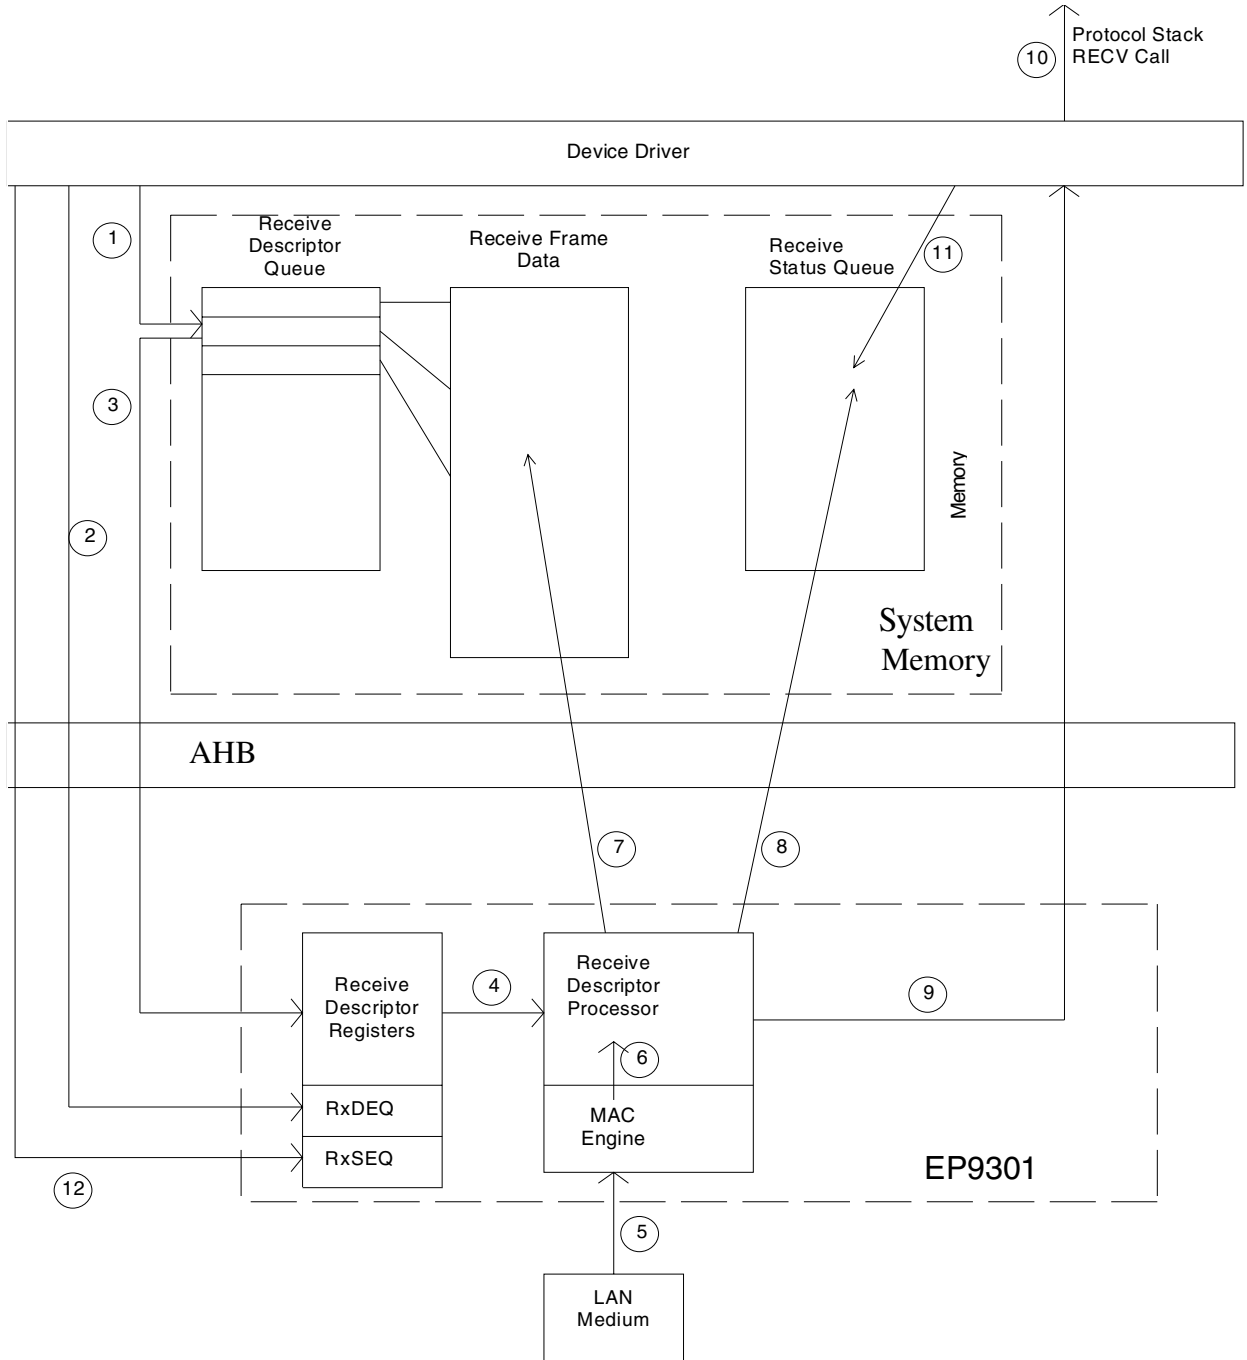 Protocol Stack
RECV Call
10
Device Driver
1
Receive
Descriptor
Queue
Receive Frame
Data
Receive
Status Queue
11
3
2
Memory
System
Memory
AHB
7
8
Receive
Descriptor
Registers
4
Receive
Descriptor
Processor
9
6
RxDEQ
RxSEQ
MAC
Engine
EP9301
12
5
LAN
Medium